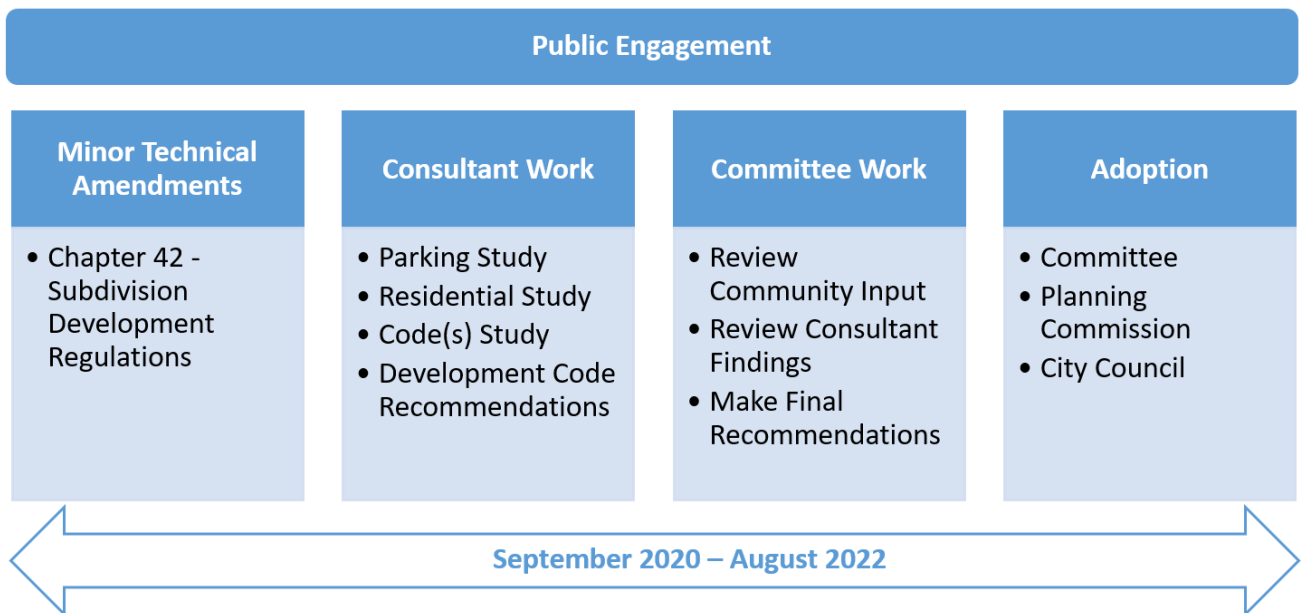 Public Engagement
Minor Technical
Amendments
• Chapter 42 -
Subdivision
Development
Regulations
Consultant Work
• Parking Study
• Residential Study
• Code(s) Study
• Development Code
Recommendations
Committee Work
• Review
Community Input
• Review Consultant
Findings
• Make Final
Recommendations
Adoption
• Committee
• Planning
Commission
• City Council
September 2020 – August 2022